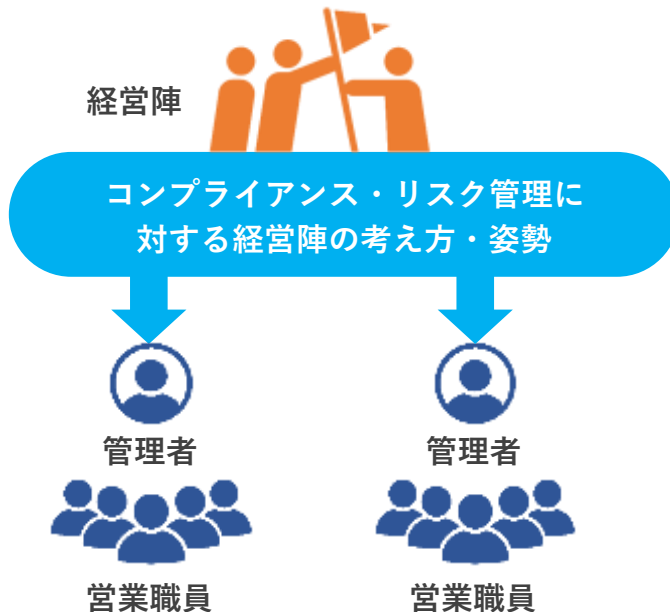 経営陣
コンプライアンス・リスク管理に
対する経営陣の考え方・姿勢
管理者
管理者
営業職員
営業職員